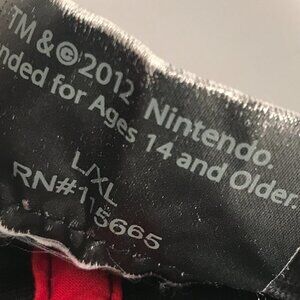 TM & © 2012 Nintendo.
nded for Ages 14 and Older.
L/XL
RN#115665